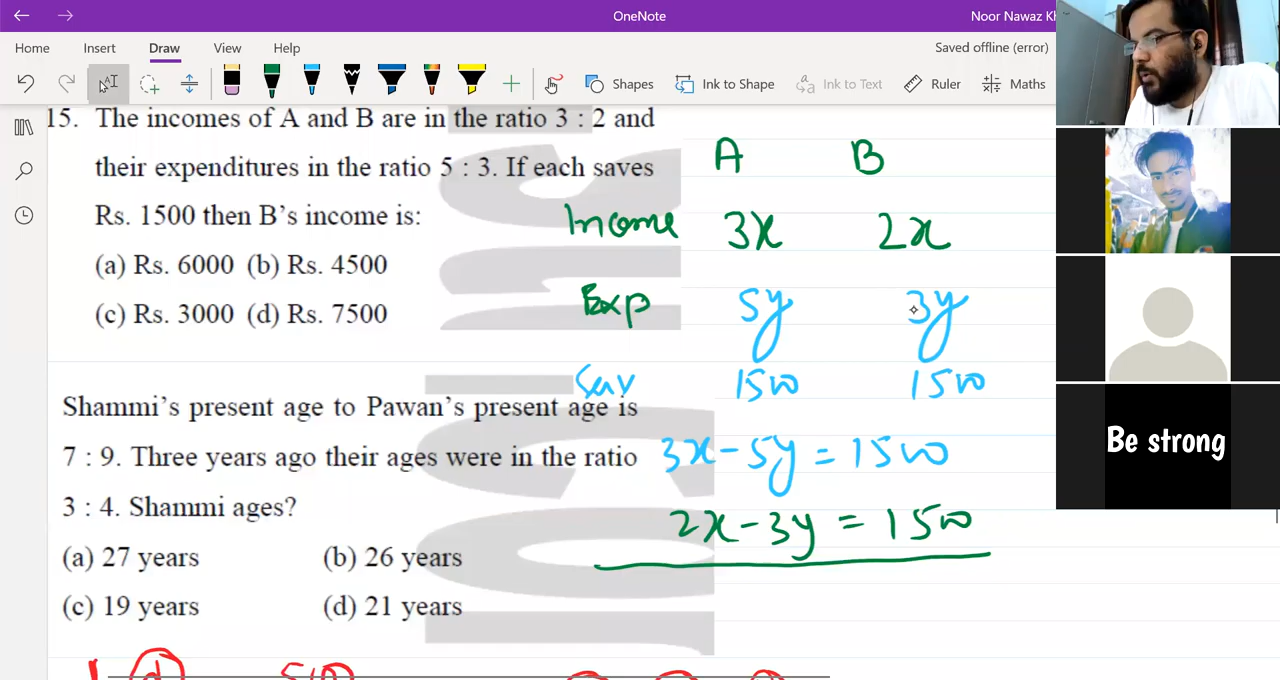 OneNote
Noor Nawaz Kh
Home Insert Draw View Help
Saved offline (error)
Shapes Ink to Shape Ink to Text Ruler Maths
15. The incomes of A and B are in the ratio 3 : 2 and
their expenditures in the ratio 5 : 3. If each saves
Rs. 1500 then B's income is:
(a) Rs. 6000 (b) Rs. 4500
(c) Rs. 3000 (d) Rs. 7500
A B
Income 3x 2x
Exp 5y 3y
Sav 1500 1500
3x - 5y = 1500
2x - 3y = 1500
Shammi's present age to Pawan's present age is
7 : 9. Three years ago their ages were in the ratio
3 : 4. Shammi ages?
(a) 27 years (b) 26 years
(c) 19 years (d) 21 years
Be strong